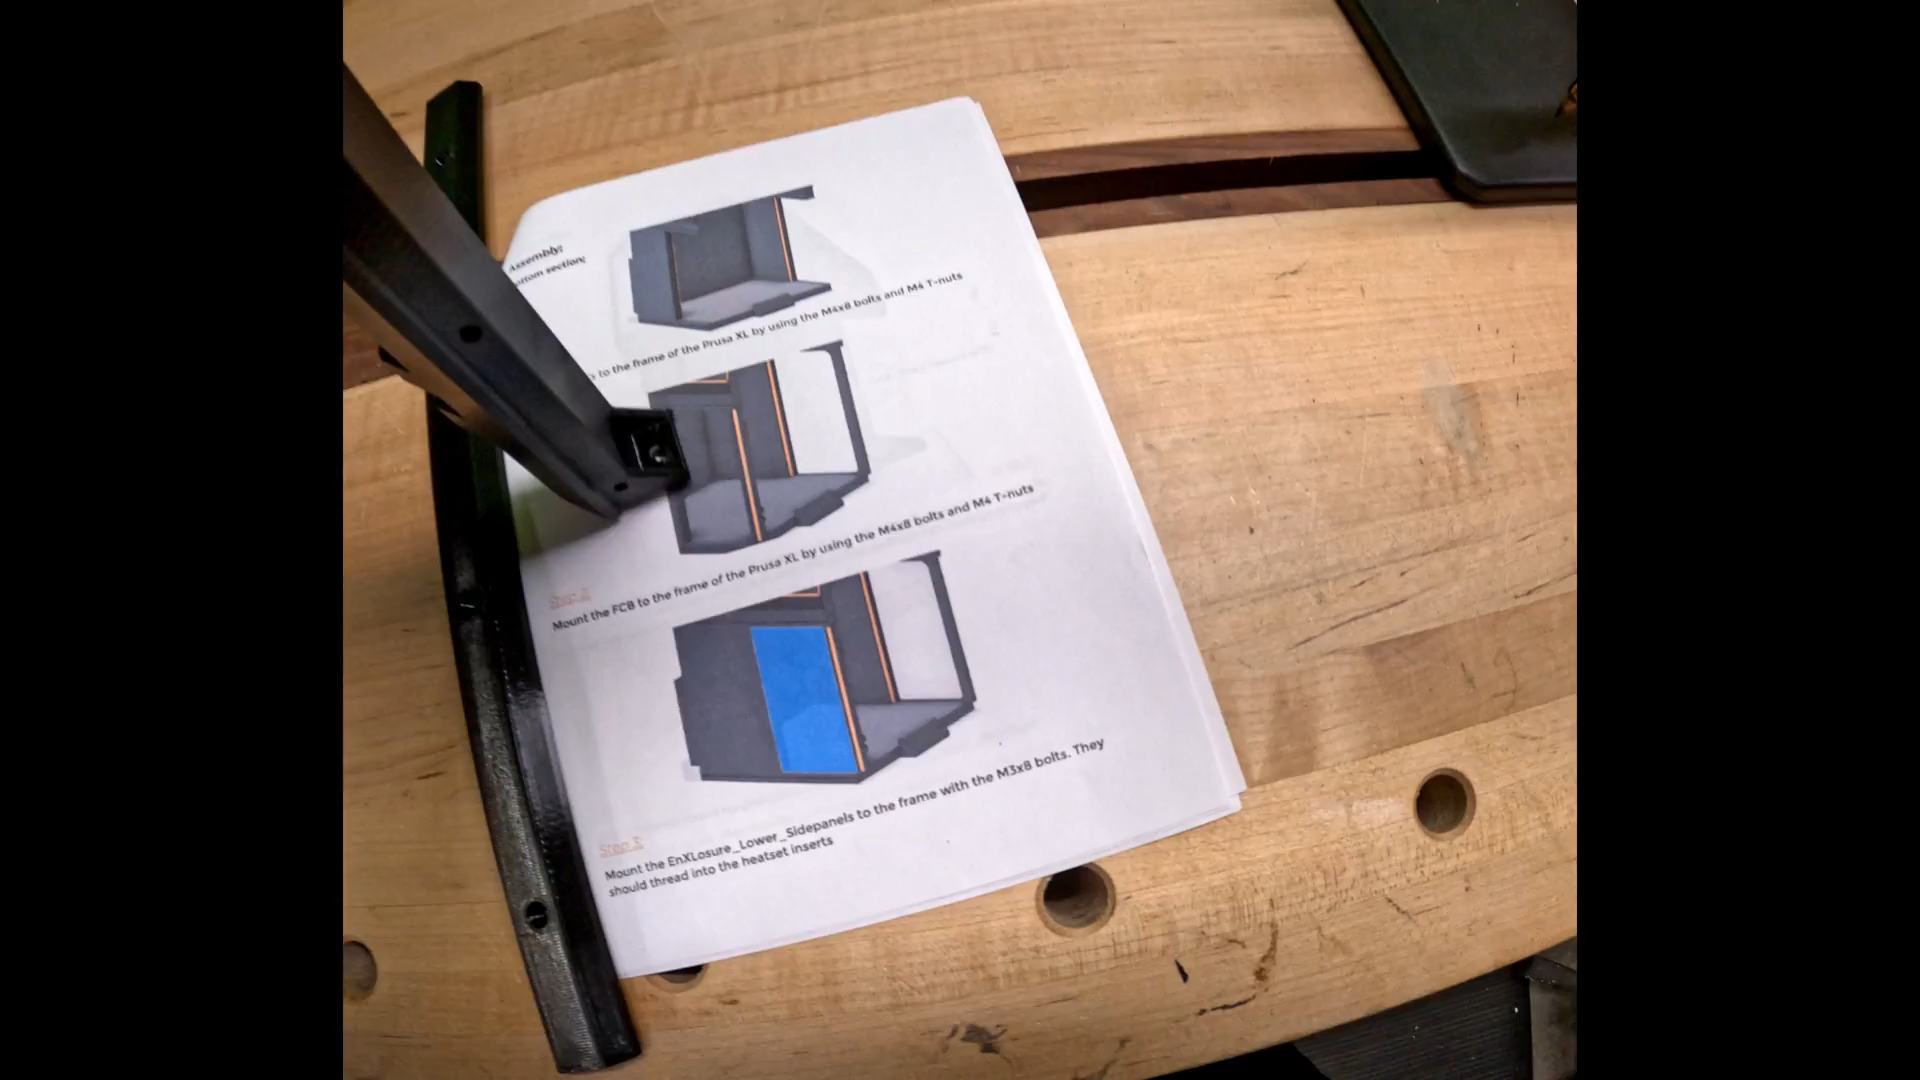 Assembly:
ottom section:
to the frame of the Prusa XL by using the M4x8 bolts and M4 T-nuts
Step 2:
Mount the FCB to the frame of the Prusa XL by using the M4x8 bolts and M4 T-nuts
Step 3:
Mount the EnXLosure_Lower_Sidepanels to the frame with the M3x8 bolts. They
should thread into the heatset inserts